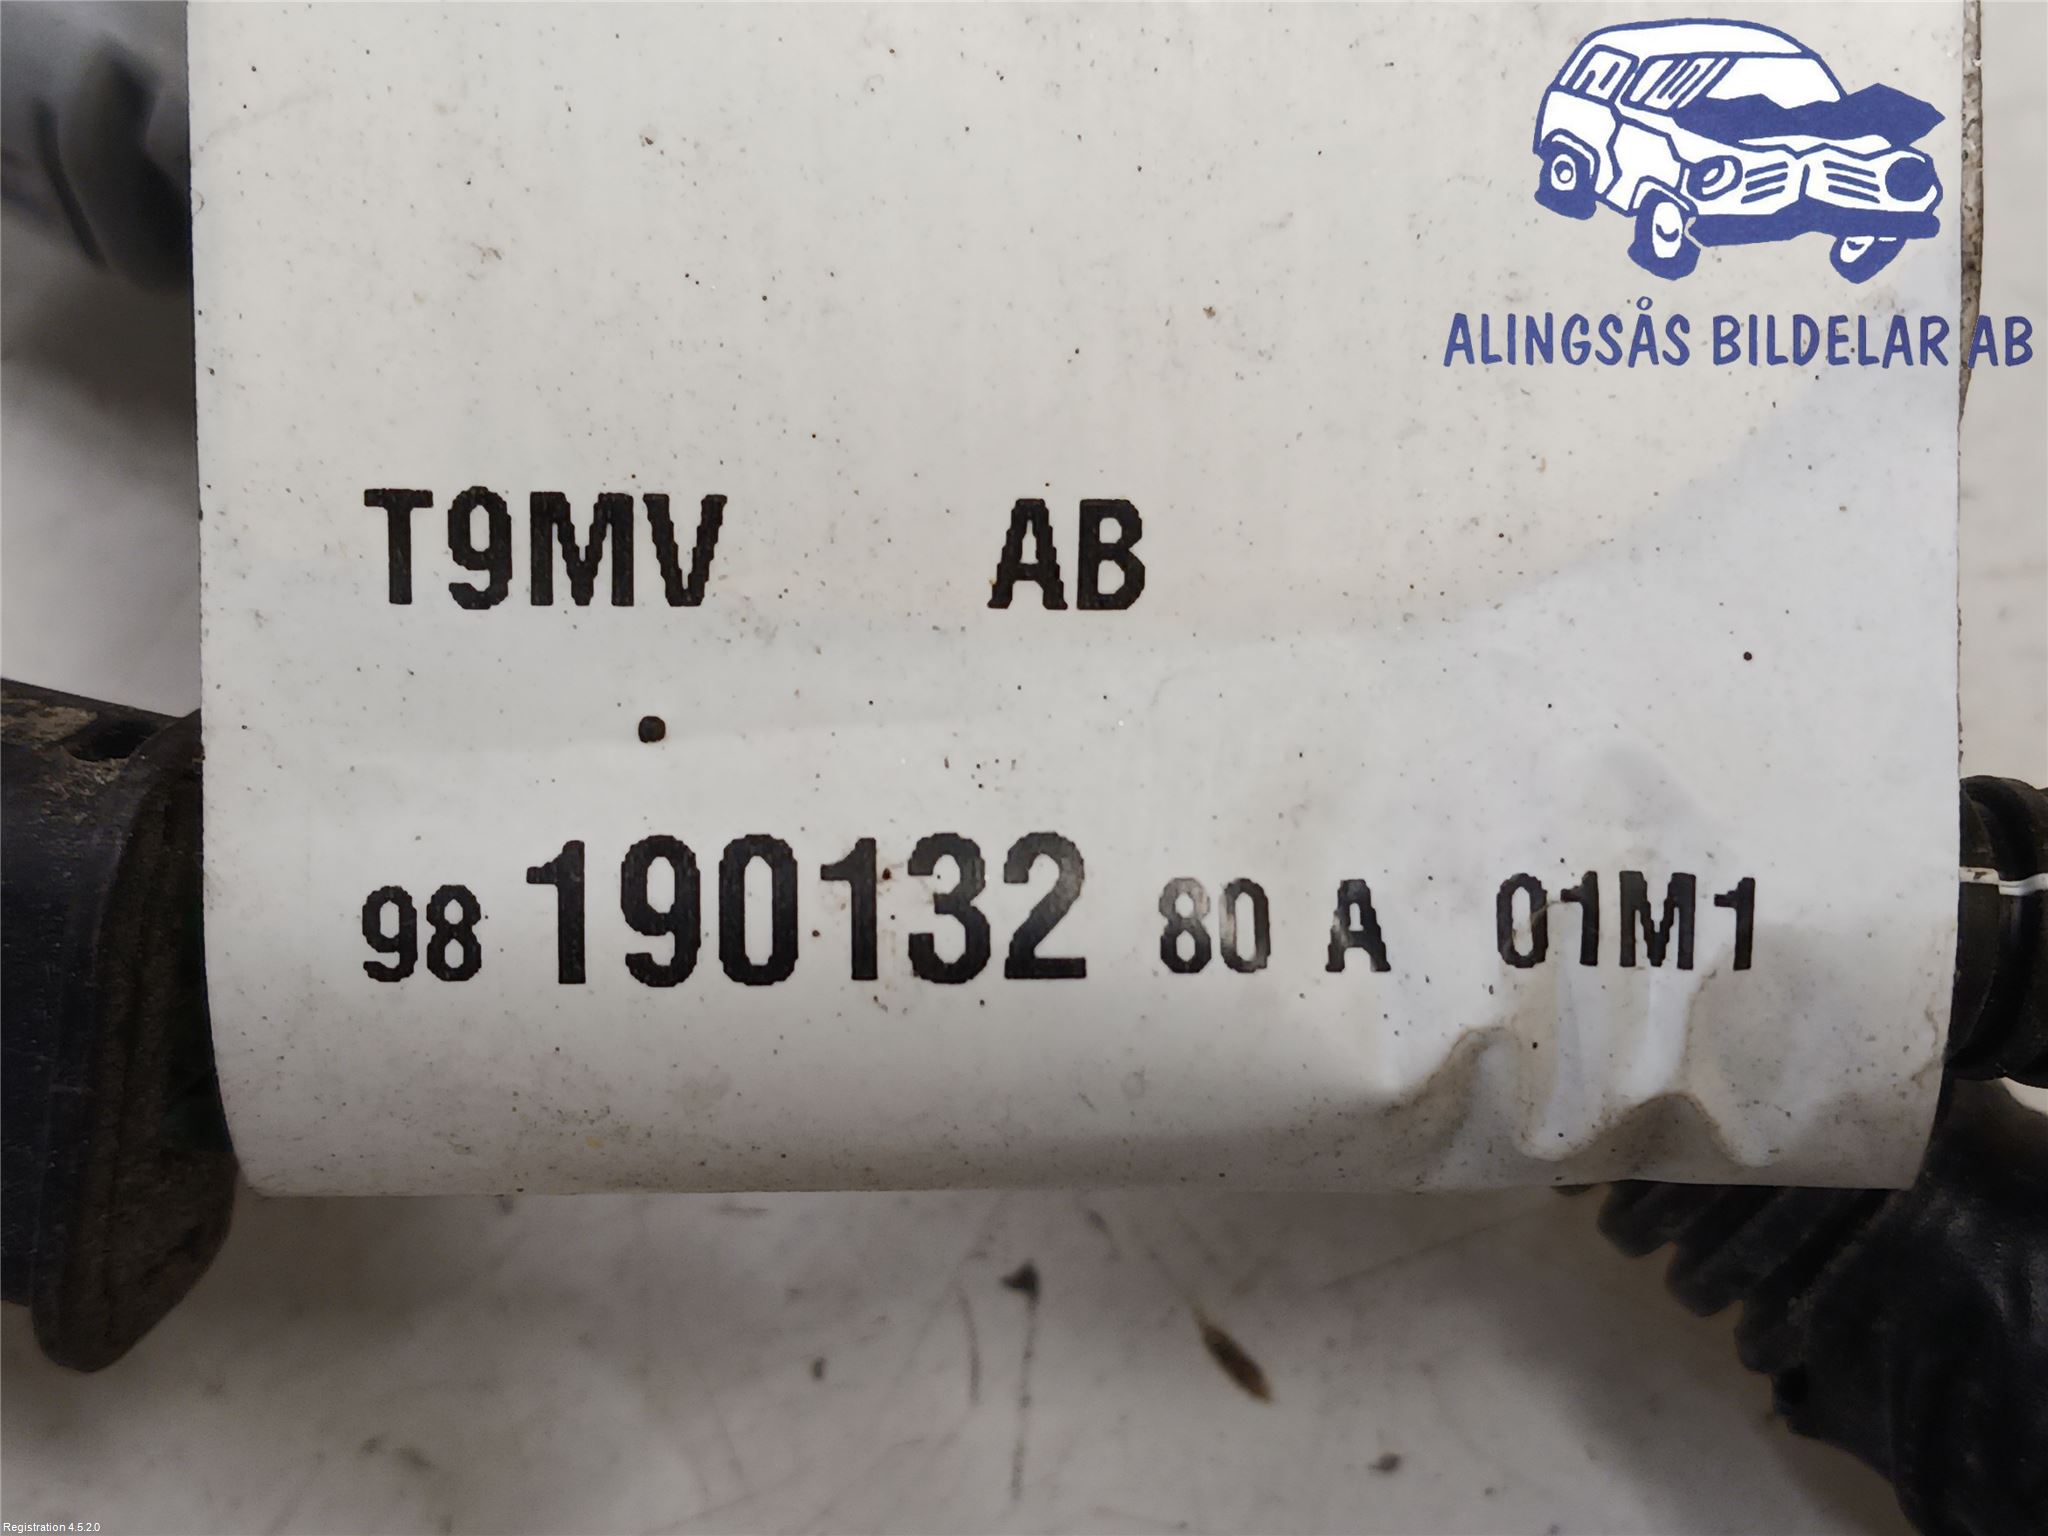 ALINGSÅS BILDELAR AB
T9MV AB
98 190132 80 A 01M1
Registration 4.5.2.0